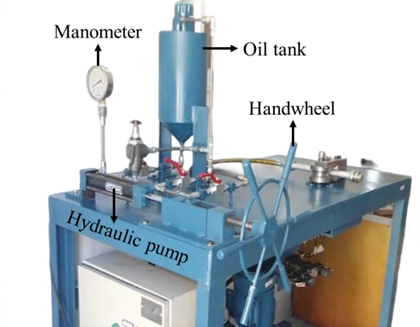 Manometer
Oil tank
Handwheel
Hydraulic pump